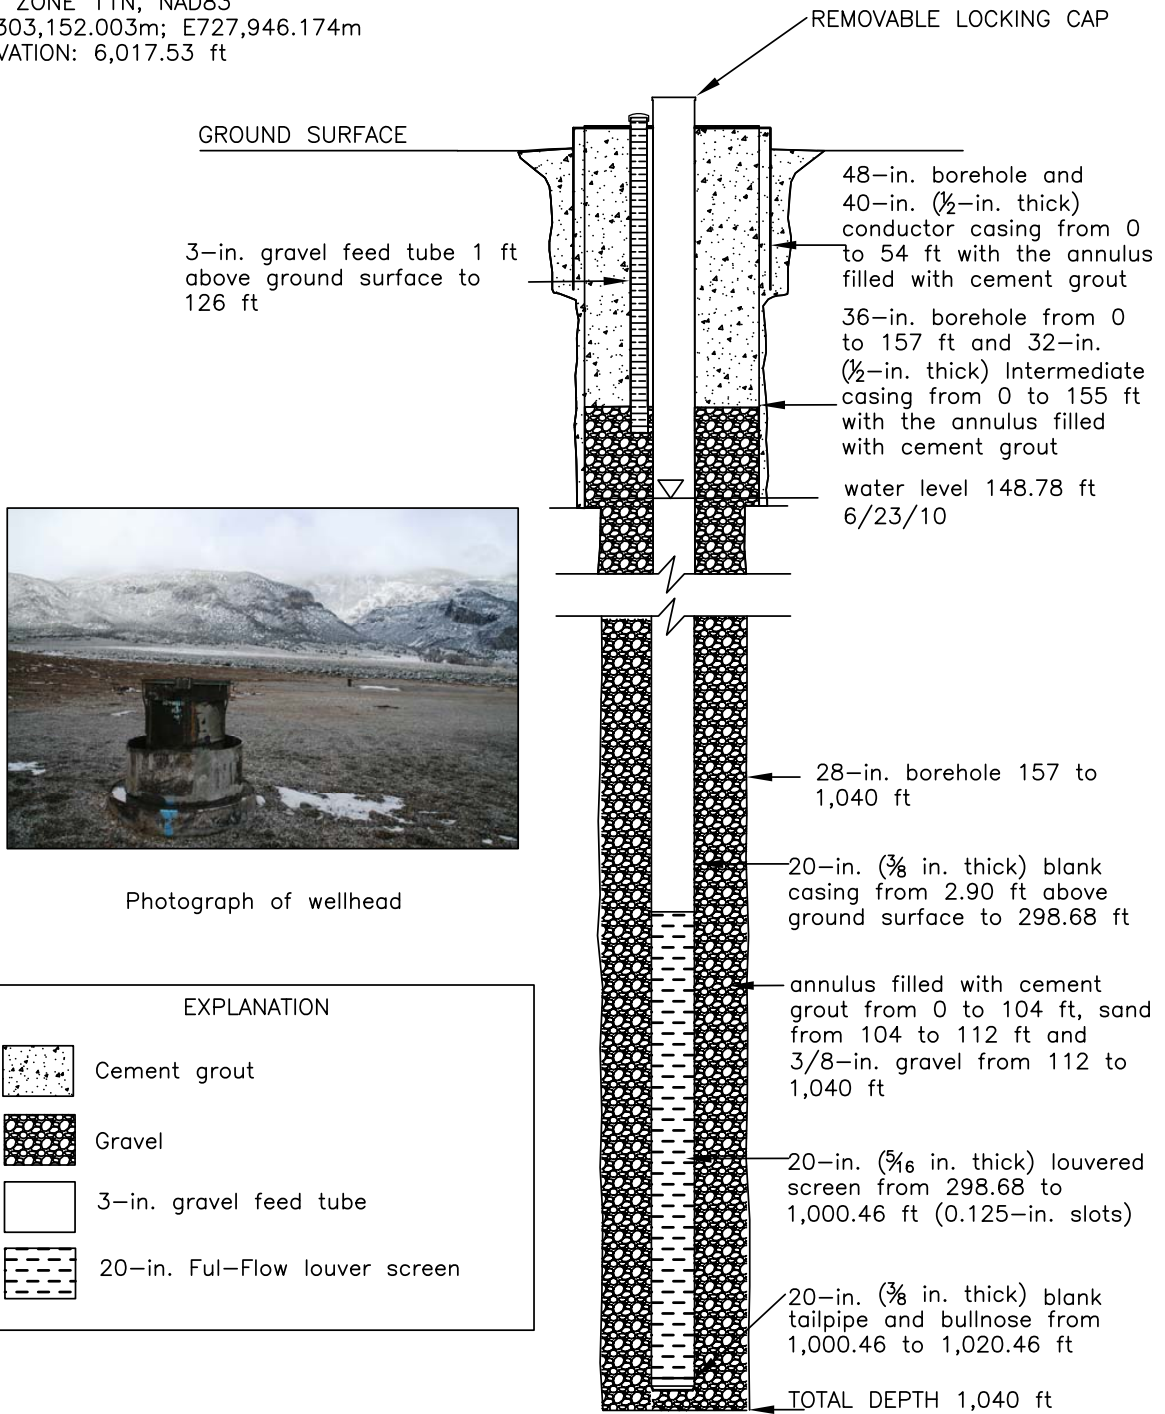 ZONE 11N, NAD83
303,152.003m; E727,946.174m
VATION: 6,017.53 ft
REMOVABLE LOCKING CAP
GROUND SURFACE
48-in. borehole and
40-in. (1/2-in. thick)
conductor casing from 0
to 54 ft with the annulus
filled with cement grout
3-in. gravel feed tube 1 ft
above ground surface to
126 ft
36-in. borehole from 0
to 157 ft and 32-in.
(1/2-in. thick) Intermediate
casing from 0 to 155 ft
with the annulus filled
with cement grout
water level 148.78 ft
6/23/10
28-in. borehole 157 to
1,040 ft
20-in. (3/8 in. thick) blank
casing from 2.90 ft above
ground surface to 298.68 ft
Photograph of wellhead
annulus filled with cement
grout from 0 to 104 ft, sand
from 104 to 112 ft and
3/8-in. gravel from 112 to
1,040 ft
EXPLANATION
Cement grout
Gravel
3-in. gravel feed tube
20-in. Ful-Flow louver screen
20-in. (5/16 in. thick) louvered
screen from 298.68 to
1,000.46 ft (0.125-in. slots)
20-in. (3/8 in. thick) blank
tailpipe and bullnose from
1,000.46 to 1,020.46 ft
TOTAL DEPTH 1,040 ft